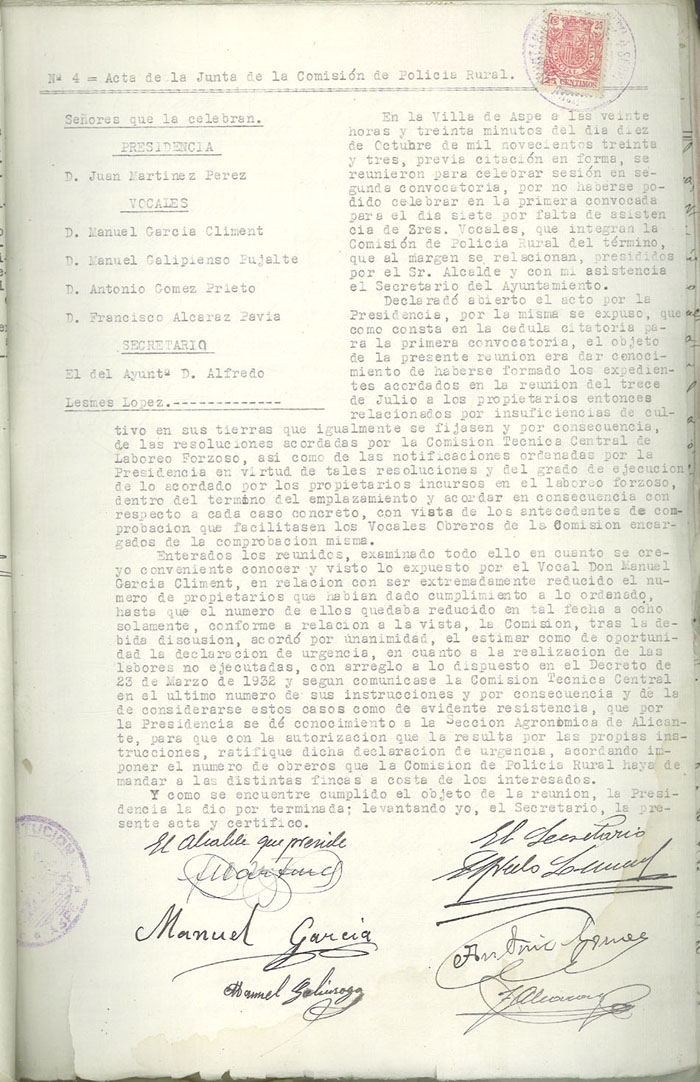 Nª 4 = Acta de la Junta de la Comisión de Policia Rural.
25 CENTIMOS
Señores que la celebran.
PRESIDENCIA
D. Juan Martinez Perez
VOCALES
D. Manuel Garcia Climent
D. Manuel Galipienso Pujalte
D. Antonio Gomez Prieto
D. Francisco Alcaraz Pavia
SECRETARIO
El del Ayuntª D. Alfredo
Lesmes Lopez.-------------
En la Villa de Aspe a las veinte
horas y treinta minutos del dia diez
de Octubre de mil novecientos treinta
y tres, previa citación en forma, se
reunieron para celebrar sesión en se-
gunda convocatoria, por no haberse po-
dido celebrar en la primera convocada
para el dia siete por falta de asisten
cia de Zres. Vocales, que integran la
Comisión de Policia Rural del término,
que al margen se relacionan, presididos
por el Sr. Alcalde y con mi asistencia
el Secretario del Ayuntamiento.
Declaradó abierto el acto por la
Presidencia, por la misma se expuso, que
como consta en la cedula citatoria pa-
ra la primera convocatoria, el objeto
de la presente reunion era dar conoci-
miento de haberse formado los expedien-
tes acordados en la reunion del trece
de Julio a los propietarios entonces
relacionados por insuficiencias de cul-
tivo en sus tierras que igualmente se fijasen y por consecuencia,
de las resoluciones acordadas por la Comision Tecnica Central de
Laboreo Forzoso, asi como de las notificaciones ordenadas por la
Presidencia en virtud de tales resoluciones y del grado de ejecucion
de lo acordado por los propietarios incursos en el laboreo forzoso,
dentro del termino del emplazamiento y acordar en consecuencia con
respecto a cada caso concreto, con vista de los antecedentes de com-
probacion que facilitasen los Vocales Obreros de la Comision encar-
gados de la comprobacion misma.
Enterados los reunidos, examinado todo ello en cuanto se cre-
yo conveniente conocer y visto lo expuesto por el Vocal Don Manuel
Garcia Climent, en relacion con ser extremadamente reducido el nu-
mero de propietarios que habian dado cumplimiento a lo ordenado,
hasta que el numero de ellos quedaba reducido en tal fecha a ocho
solamente, conforme a relacion a la vista, la Comision, tras la de-
bida discusion, acordó por unanimidad, el estimar como de oportuni-
dad la declaracion de urgencia, en cuanto a la realizacion de las
labores no ejecutadas, con arreglo a lo dispuesto en el Decreto de
23 de Marzo de 1932 y segun comunicase la Comision Tecnica Central
en el ultimo numero de sus instrucciones y por consecuencia y de la
de considerarse estos casos como de evidente resistencia, que por
la Presidencia se dé conocimiento a la Seccion Agronómica de Alican-
te, para que con la autorizacion que la resulta por las propias ins-
trucciones, ratifique dicha declaracion de urgencia, acordando im-
poner el numero de obreros que la Comision de Policia Rural haya de
mandar a las distintas fincas a costa de los interesados.
Y como se encuentre cumplido el objeto de la reunion, la Presi-
dencia la dio por terminada; levantando yo, el Secretario, la pre-
sente acta y certifico.
El Alcalde que preside
El Secretario
Manuel Garcia
Antonio Gomez
F Alcaraz